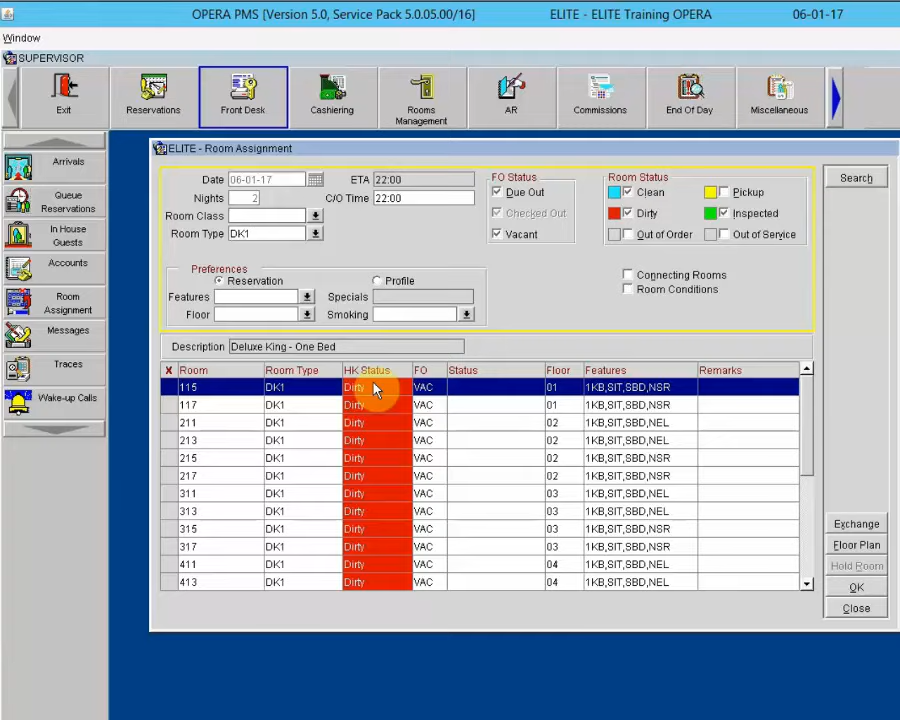 OPERA PMS [Version 5.0, Service Pack 5.0.05.00/16] ELITE - ELITE Training OPERA 06-01-17
Window
SUPERVISOR
Exit Reservations Front Desk Cashiering Rooms Management AR Commissions End Of Day Miscellaneous
Arrivals
Queue Reservations
In House Guests
Accounts
Room Assignment
Messages
Traces
Wake-up Calls
ELITE - Room Assignment
Date 06-01-17 ETA 22:00 FO Status Room Status Search
Nights 2 C/O Time 22:00 Due Out Clean Pickup
Room Class Checked Out Dirty Inspected
Room Type DK1 Vacant Out of Order Out of Service
Preferences
Reservation Profile Connecting Rooms
Features Specials Room Conditions
Floor Smoking
Description Deluxe King - One Bed
X Room Room Type HK Status FO Status Floor Features Remarks
115 DK1 Dirty VAC 01 1KB,SIT,SBD,NSR
117 DK1 Dirty VAC 01 1KB,SIT,SBD,NSR
211 DK1 Dirty VAC 02 1KB,SIT,SBD,NEL
213 DK1 Dirty VAC 02 1KB,SIT,SBD,NEL
215 DK1 Dirty VAC 02 1KB,SIT,SBD,NSR
217 DK1 Dirty VAC 02 1KB,SIT,SBD,NSR
311 DK1 Dirty VAC 03 1KB,SIT,SBD,NEL
313 DK1 Dirty VAC 03 1KB,SIT,SBD,NEL
315 DK1 Dirty VAC 03 1KB,SIT,SBD,NSR
317 DK1 Dirty VAC 03 1KB,SIT,SBD,NSR
411 DK1 Dirty VAC 04 1KB,SIT,SBD,NEL
413 DK1 Dirty VAC 04 1KB,SIT,SBD,NEL
Exchange
Floor Plan
Hold Room
OK
Close